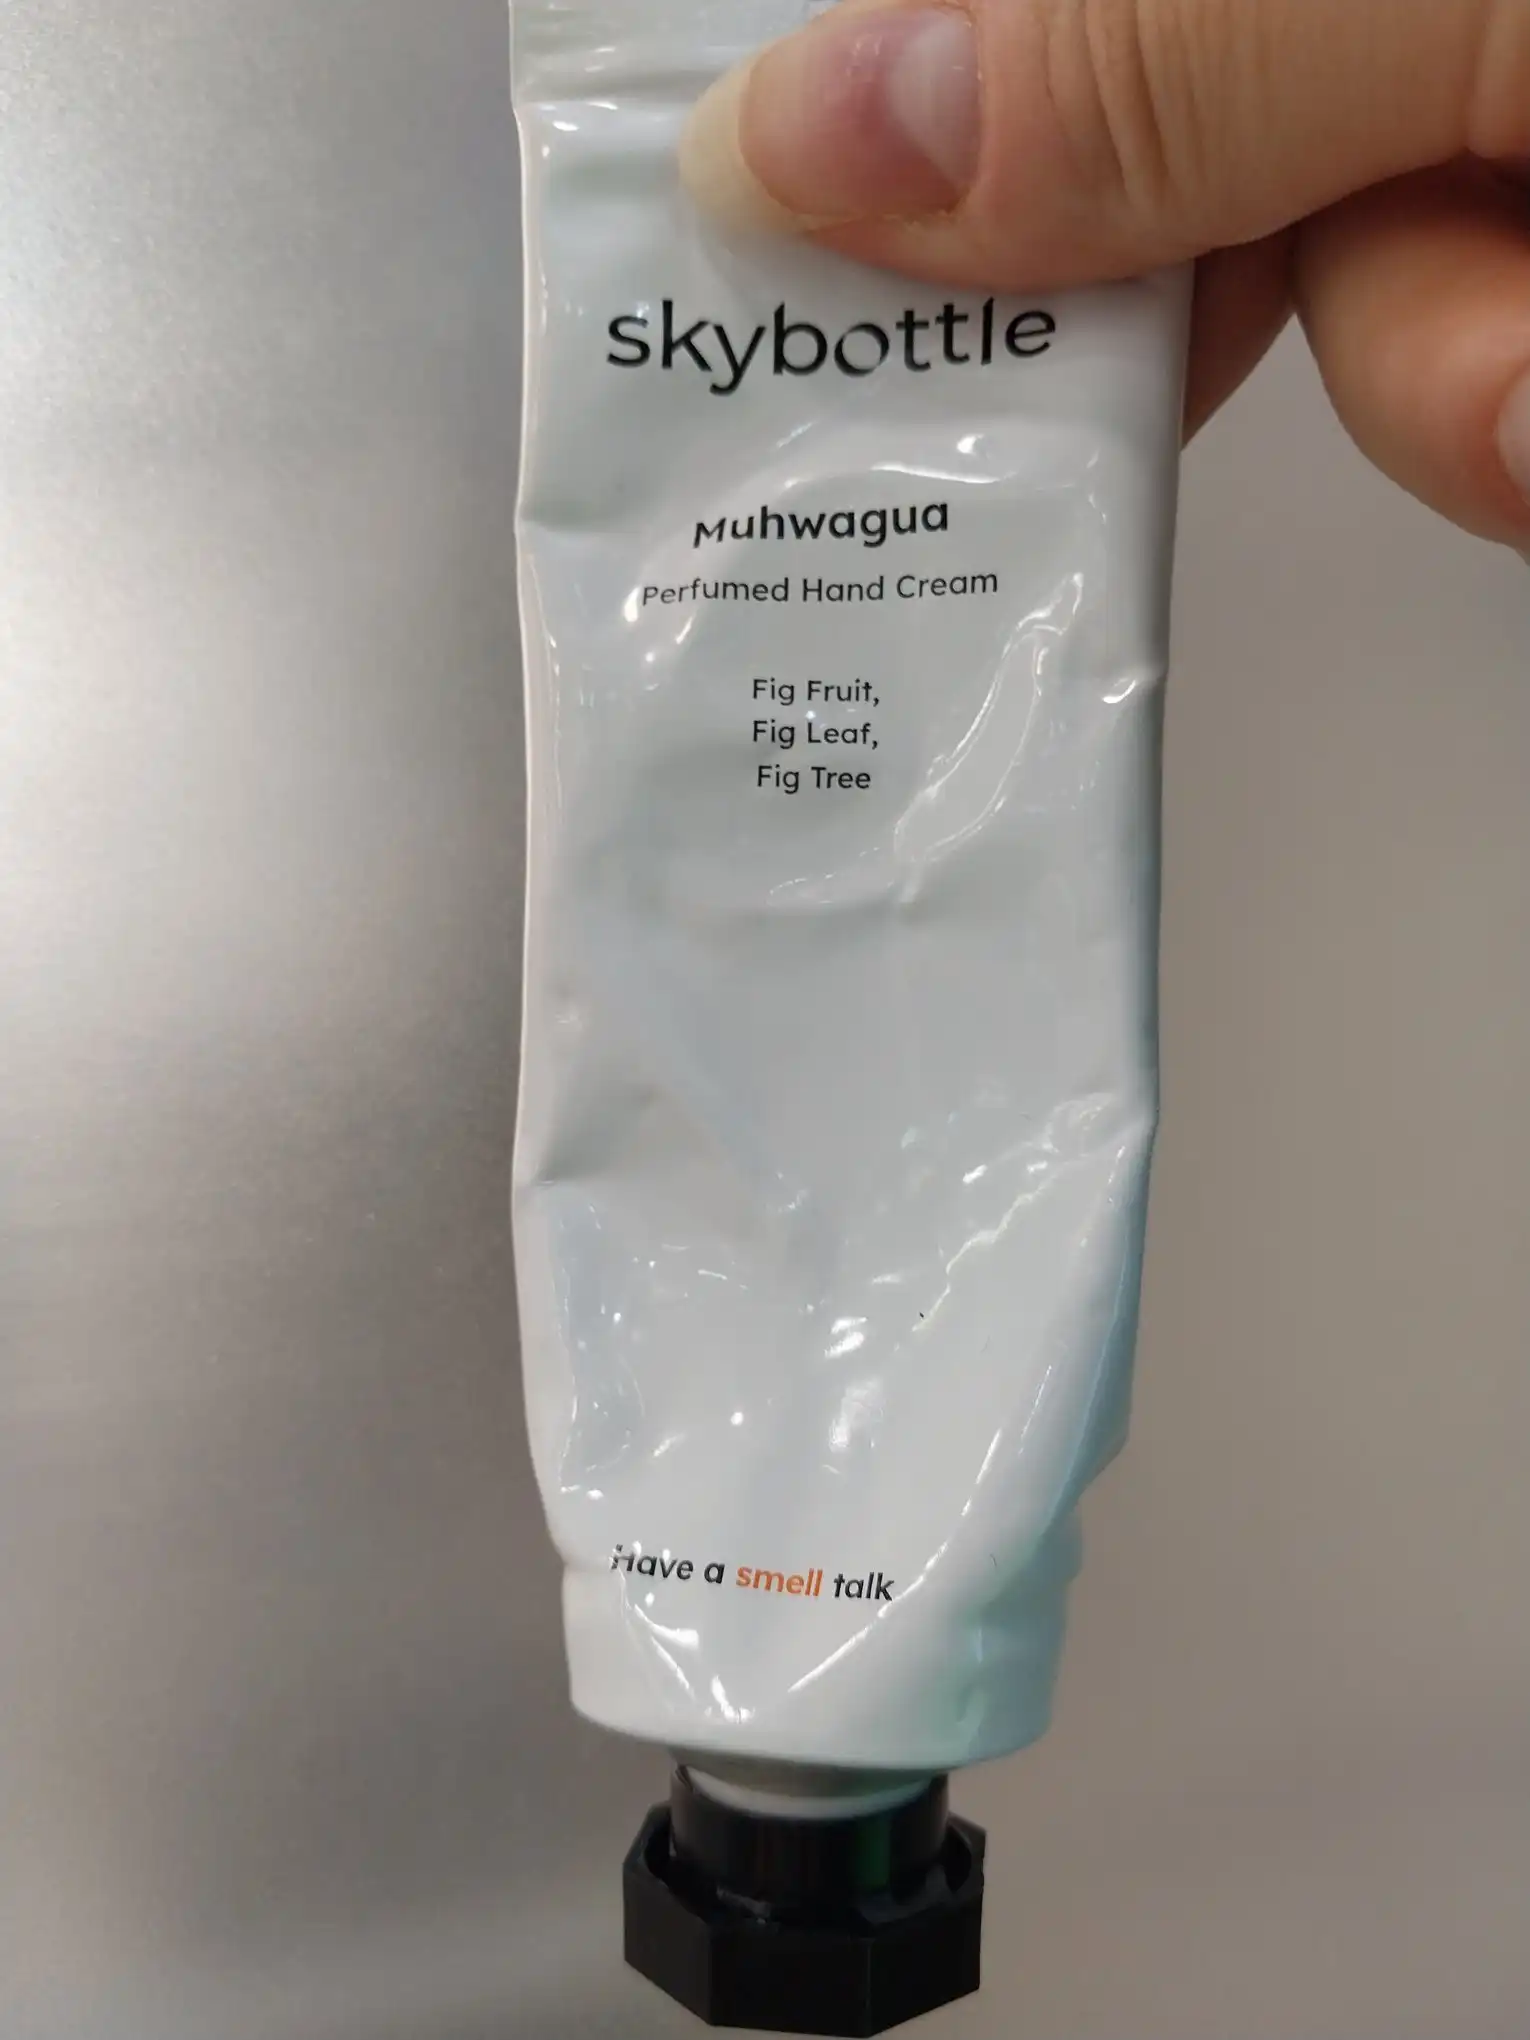 skybottle
Muhwagua
Perfumed Hand Cream
Fig Fruit,
Fig Leaf,
Fig Tree
Have a smell talk